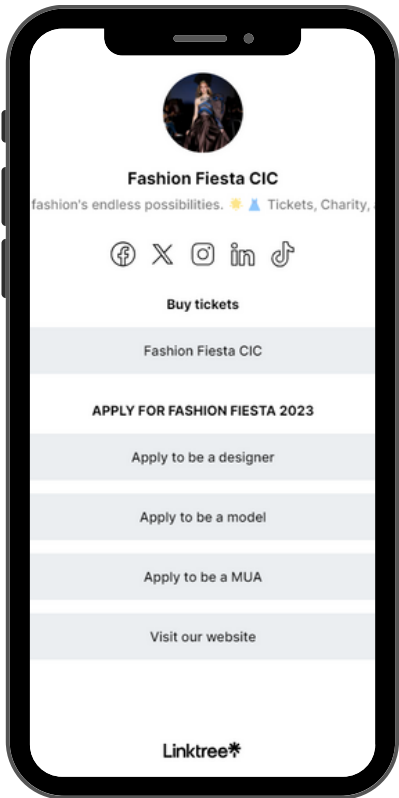 Fashion Fiesta CIC
fashion's endless possibilities. ☀️ 👗 Tickets, Charity,
Buy tickets
Fashion Fiesta CIC
APPLY FOR FASHION FIESTA 2023
Apply to be a designer
Apply to be a model
Apply to be a MUA
Visit our website
Linktree